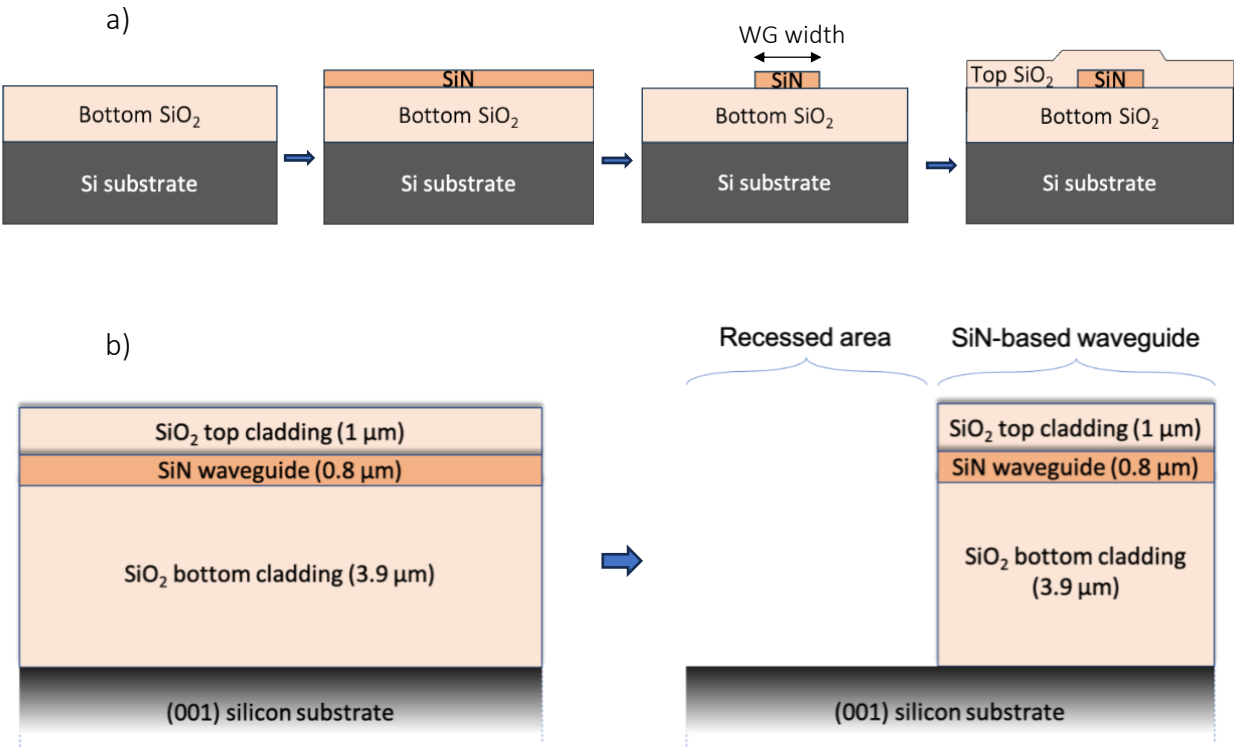 a)
WG width
SiN
SiN
Top SiO₂
SiN
Bottom SiO₂
Bottom SiO₂
Bottom SiO₂
Bottom SiO₂
Si substrate
Si substrate
Si substrate
Si substrate
b)
Recessed area
SiN-based waveguide
SiO₂ top cladding (1 µm)
SiN waveguide (0.8 µm)
SiO₂ bottom cladding (3.9 µm)
(001) silicon substrate
SiO₂ top cladding (1 µm)
SiN waveguide (0.8 µm)
SiO₂ bottom cladding
(3.9 µm)
(001) silicon substrate